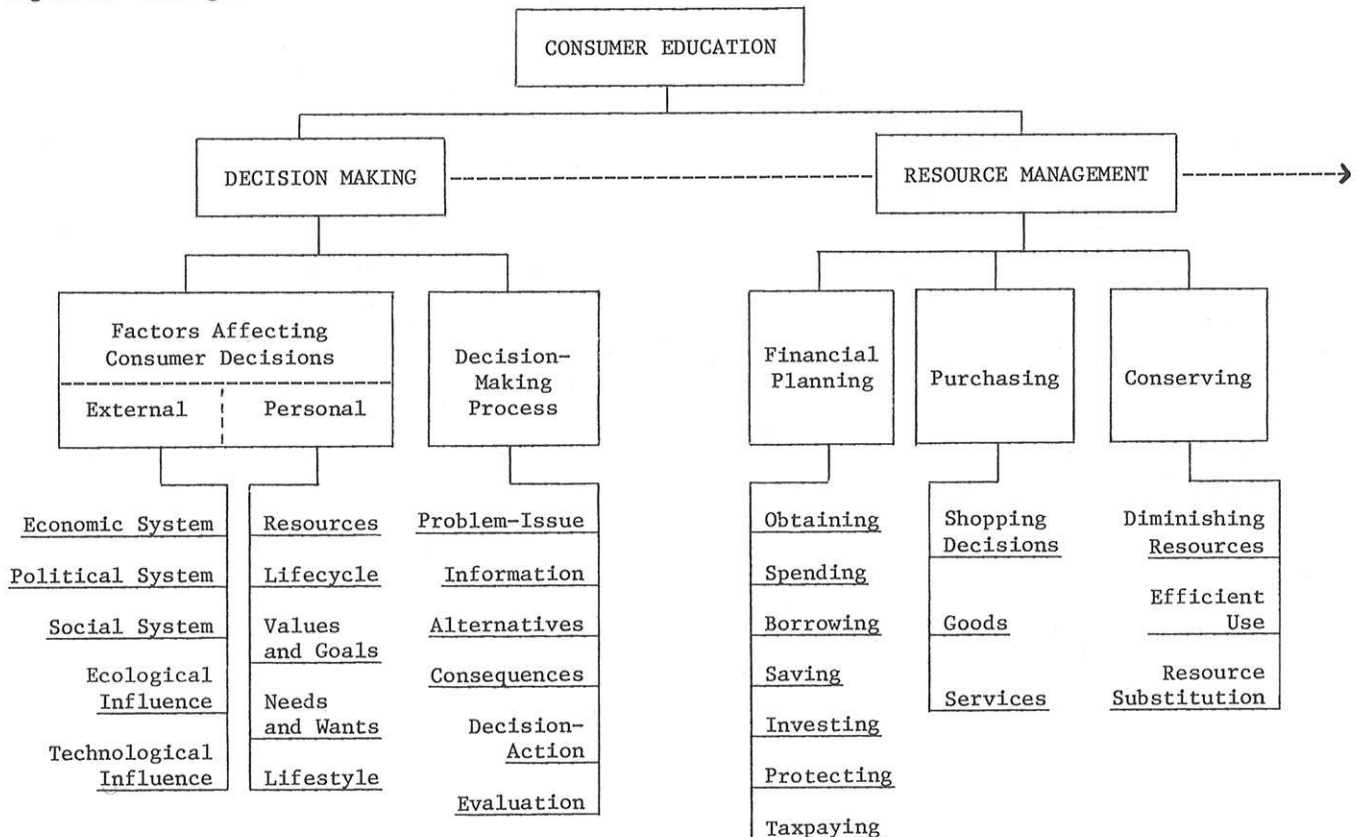 CONSUMER EDUCATION
DECISION MAKING
RESOURCE MANAGEMENT
Factors Affecting
Consumer Decisions
External
Personal
Decision-
Making
Process
Financial
Planning
Purchasing
Conserving
Economic System
Political System
Social System
Ecological
Influence
Technological
Influence
Resources
Lifecycle
Values
and Goals
Needs
and Wants
Lifestyle
Problem-Issue
Information
Alternatives
Consequences
Decision-
Action
Evaluation
Obtaining
Spending
Borrowing
Saving
Investing
Protecting
Taxpaying
Shopping
Decisions
Goods
Services
Diminishing
Resources
Efficient
Use
Resource
Substitution